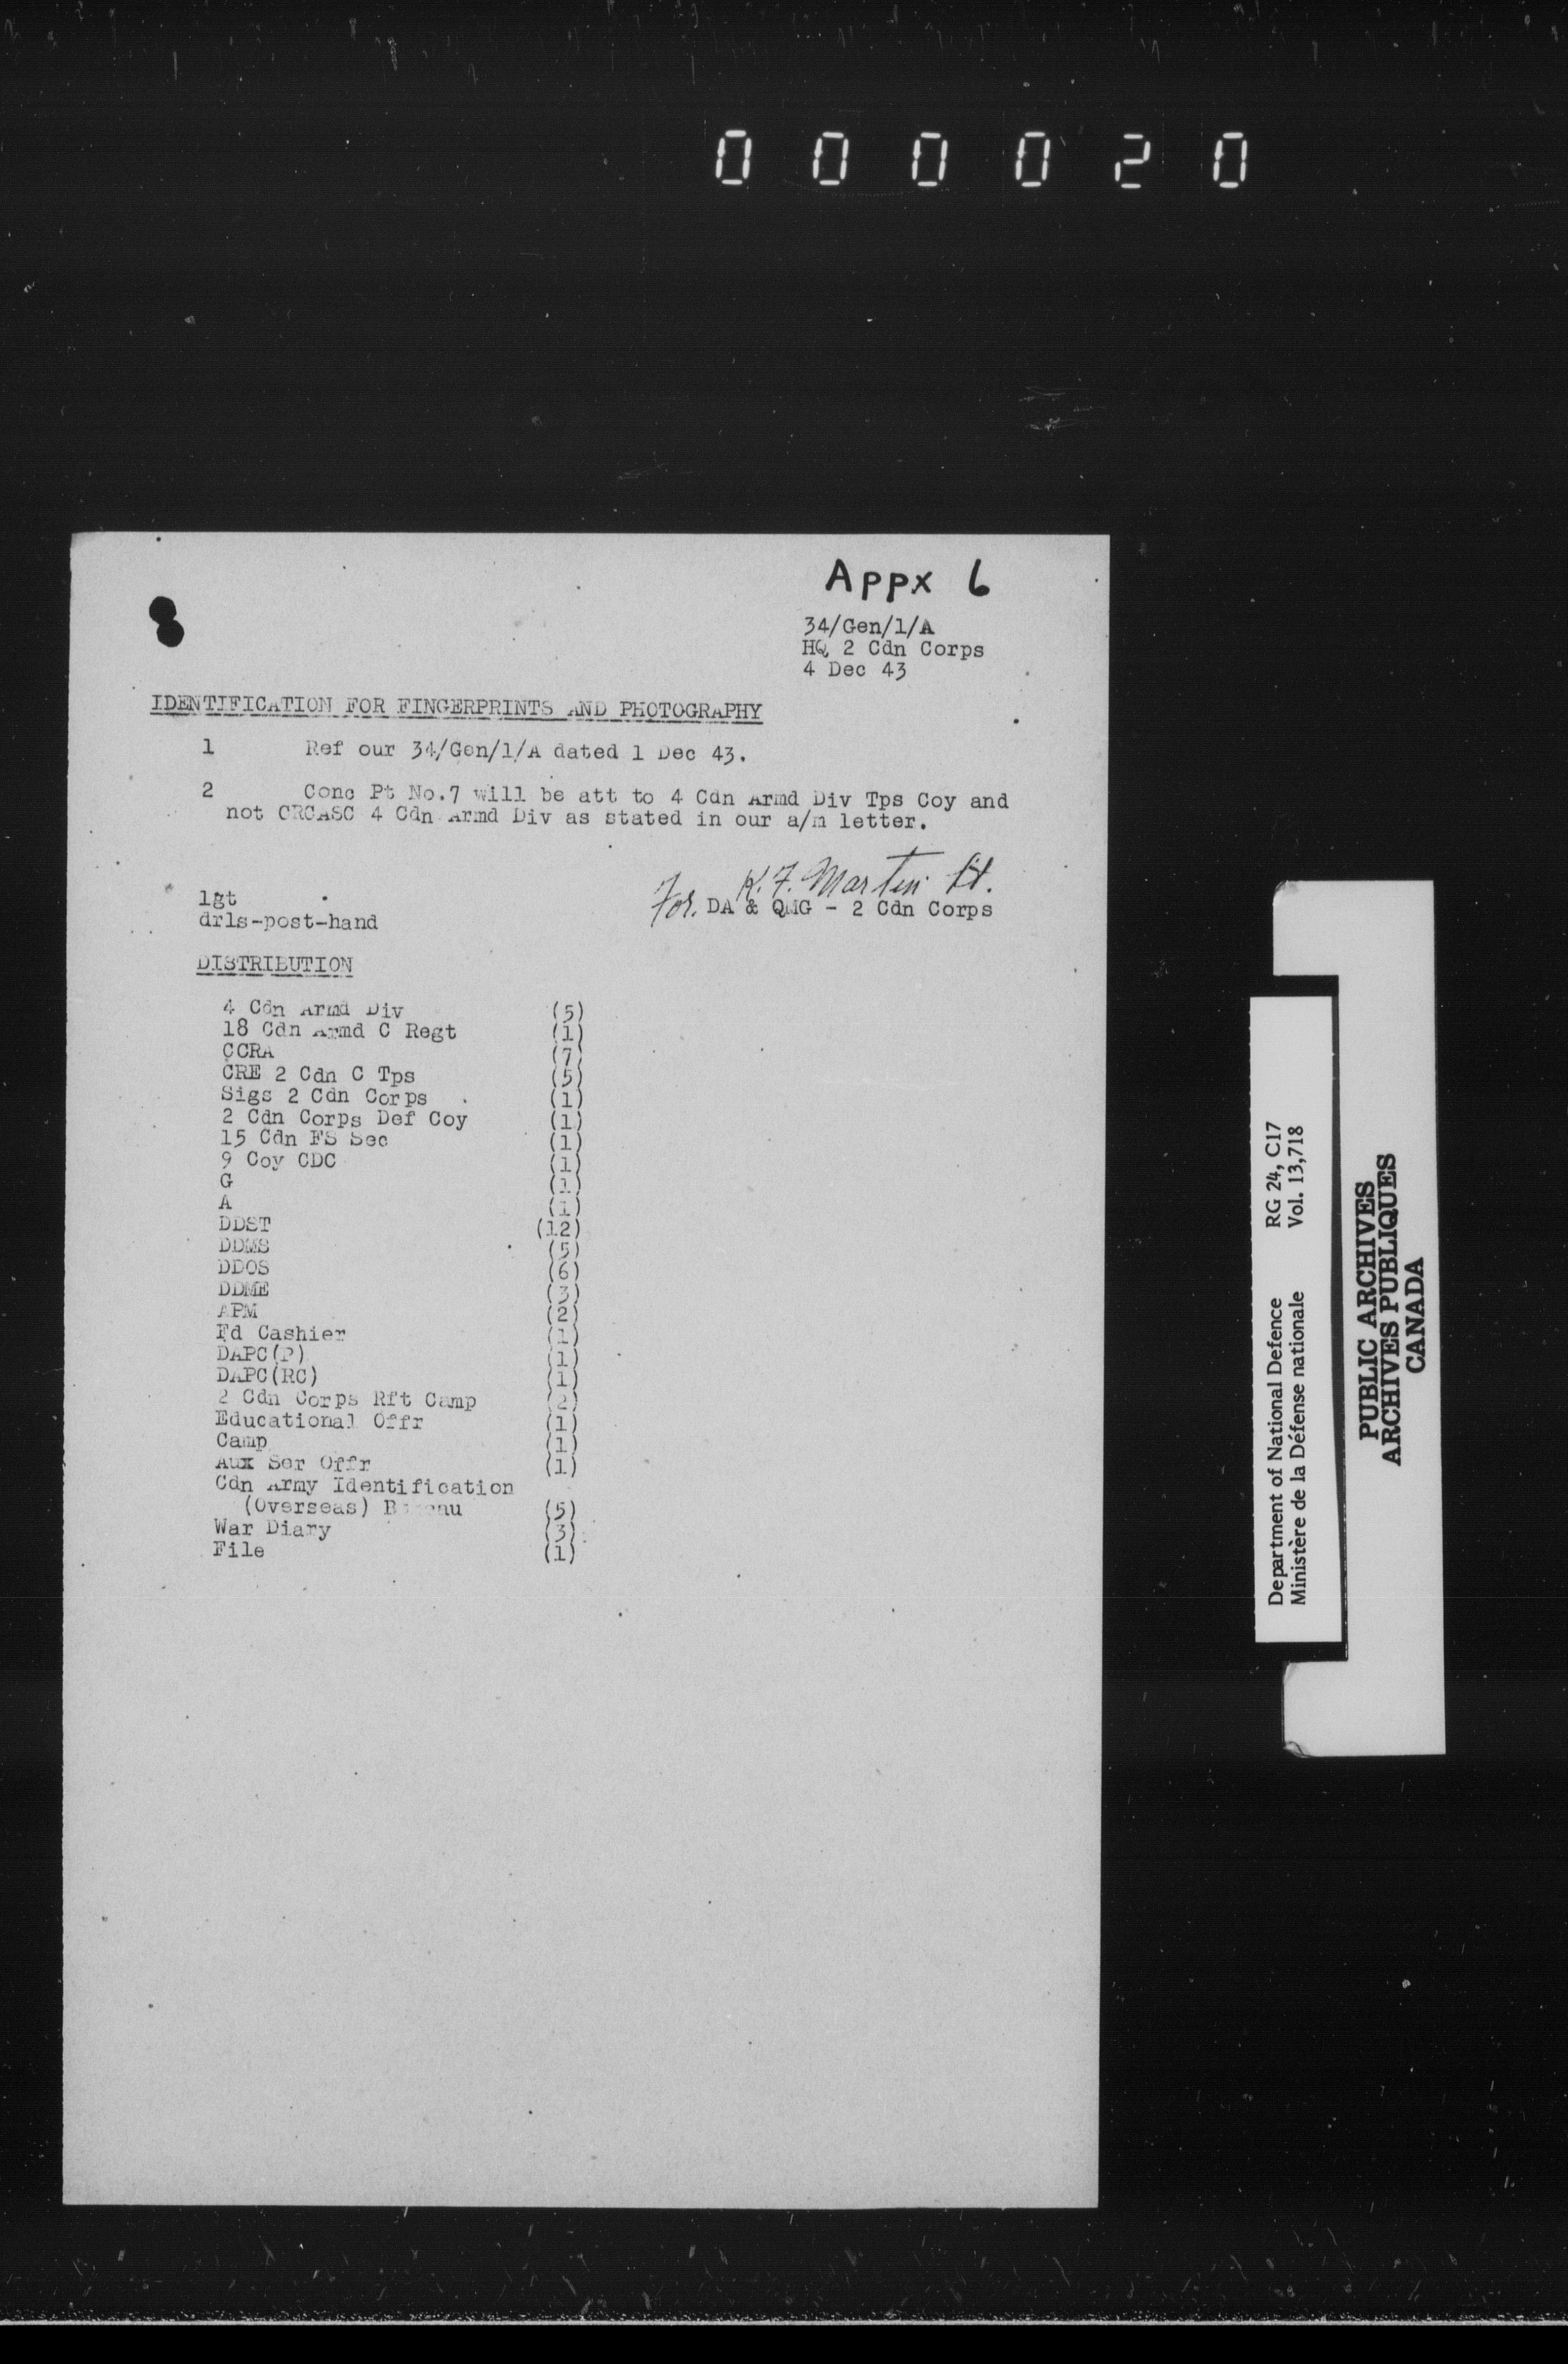 000020
Appx 6
34/Gen/1/A
HQ 2 Cdn Corps
4 Dec 43
IDENTIFICATION FOR FINGERPRINTS AND PHOTOGRAPHY
1 Ref our 34/Gen/1/A dated 1 Dec 43.
2 Conc Pt No.7 will be att to 4 Cdn Armd Div Tps Coy and
not CRCASC 4 Cdn Armd Div as stated in our a/m letter.
K.F. Martin Lt.
For. DA & QMG - 2 Cdn Corps
lgt
drls-post-hand
DISTRIBUTION
4 Cdn Armd Div (5)
18 Cdn Armd C Regt (1)
CCRA (7)
CRE 2 Cdn C Tps (5)
Sigs 2 Cdn Corps (1)
2 Cdn Corps Def Coy (1)
15 Cdn FS Sec (1)
9 Coy CDC (1)
G (1)
A (1)
DDST (12)
DDMS (5)
DDOS (6)
DDME (3)
APM (2)
Fd Cashier (1)
DAPC(P) (1)
DAPC(RC) (1)
2 Cdn Corps Rft Camp (2)
Educational Offr (1)
Camp (1)
Aux Ser Offr (1)
Cdn Army Identification
(Overseas) Bureau (5)
War Diary (3)
File (1)
Department of National Defence RG 24, C17
Ministère de la Défense nationale Vol. 13,718
PUBLIC ARCHIVES
ARCHIVES PUBLIQUES
CANADA